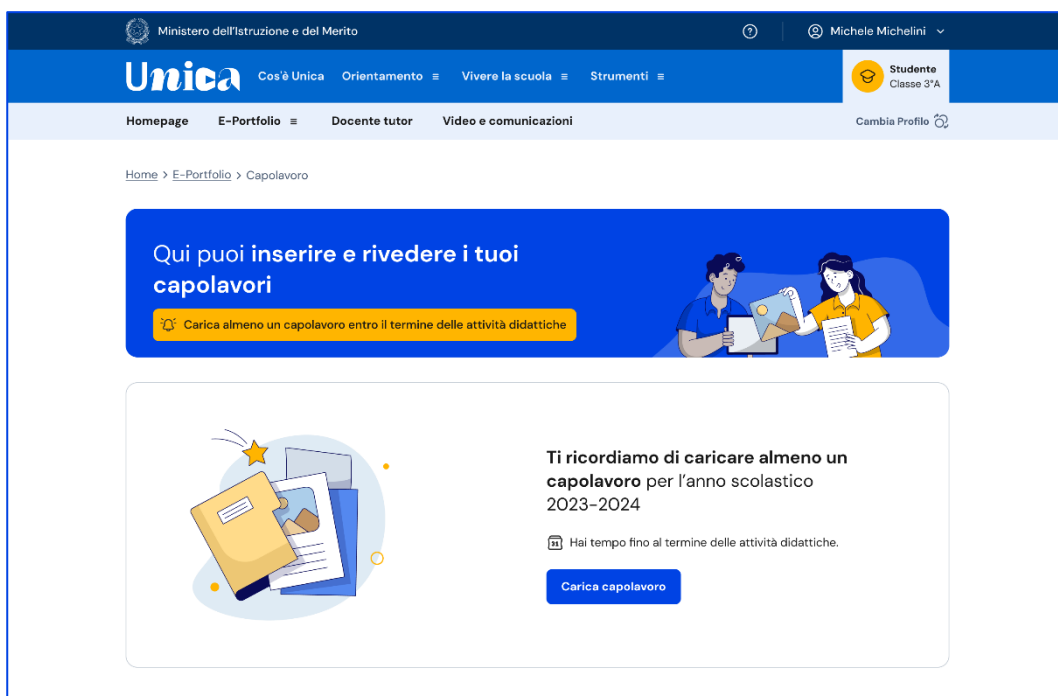 Ministero dell'Istruzione e del Merito
Michele Michelini
Unica
Cos'è Unica
Orientamento
Vivere la scuola
Strumenti
Studente
Classe 3°A
Homepage
E-Portfolio
Docente tutor
Video e comunicazioni
Cambia Profilo
Home > E-Portfolio > Capolavoro
Qui puoi inserire e rivedere i tuoi
capolavori
Carica almeno un capolavoro entro il termine delle attività didattiche
Ti ricordiamo di caricare almeno un
capolavoro per l'anno scolastico
2023-2024
31
Hai tempo fino al termine delle attività didattiche.
Carica capolavoro